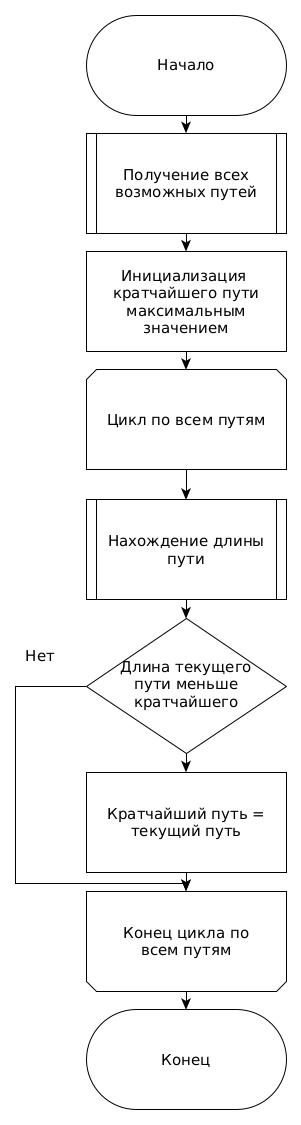 Начало
Получение всех
возможных путей
Инициализация
кратчайшего пути
максимальным
значением
Цикл по всем путям
Нахождение длины
пути
Нет
Длина текущего
пути меньше
кратчайшего
Кратчайший путь =
текущий путь
Конец цикла по
всем путям
Конец